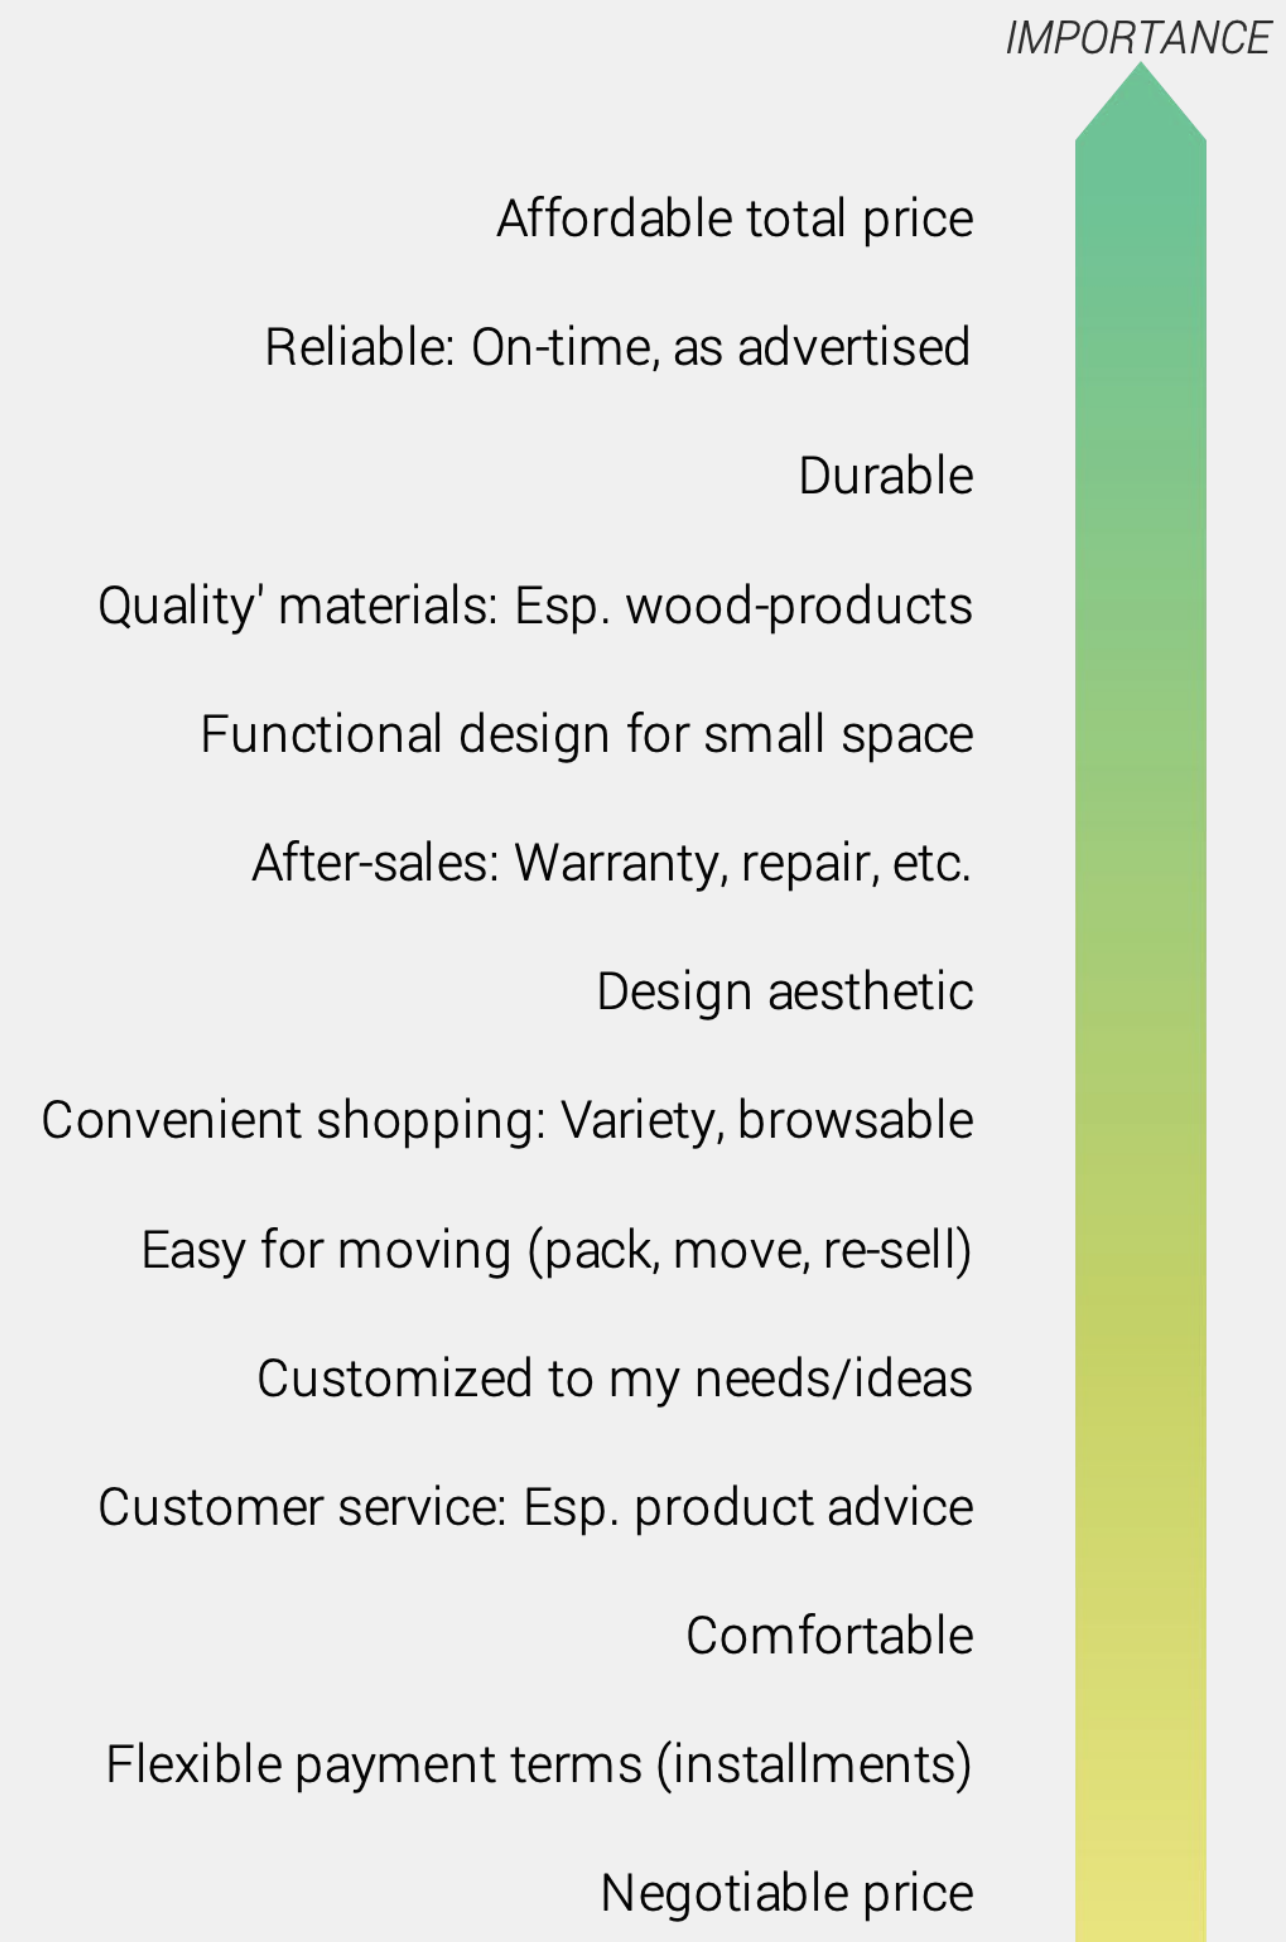 IMPORTANCE
Affordable total price
Reliable: On-time, as advertised
Durable
Quality' materials: Esp. wood-products
Functional design for small space
After-sales: Warranty, repair, etc.
Design aesthetic
Convenient shopping: Variety, browsable
Easy for moving (pack, move, re-sell)
Customized to my needs/ideas
Customer service: Esp. product advice
Comfortable
Flexible payment terms (installments)
Negotiable price